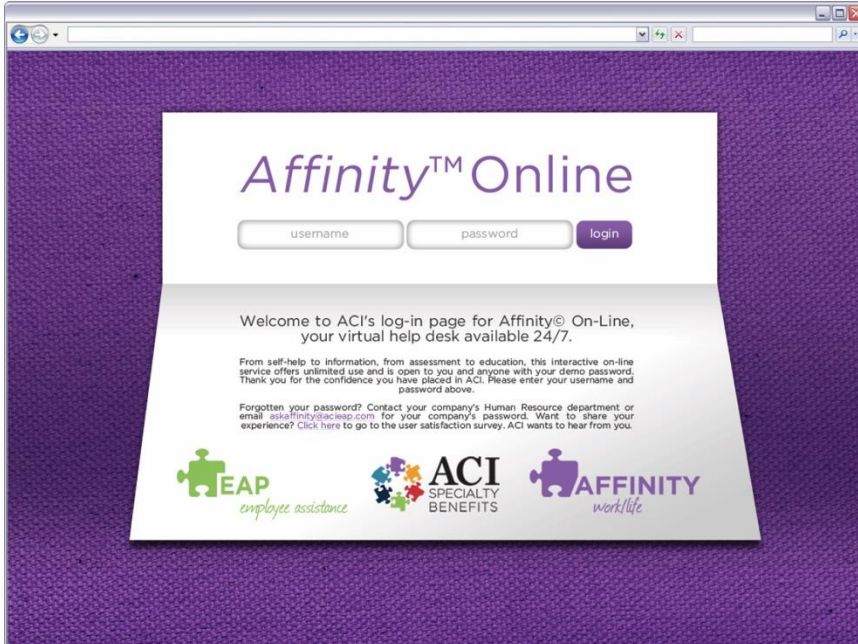 Affinity™ Online
username password login
Welcome to ACI's log-in page for Affinity© On-Line,
your virtual help desk available 24/7.
From self-help to information, from assessment to education, this interactive on-line
service offers unlimited use and is open to you and anyone with your demo password.
Thank you for the confidence you have placed in ACI. Please enter your username and
password above.
Forgotten your password? Contact your company's Human Resource department or
email askaffinity@acieap.com for your company's password. Want to share your
experience? Click here to go to the user satisfaction survey. ACI wants to hear from you.
EAP
employee assistance
ACI
SPECIALTY
BENEFITS
AFFINITY
work/life